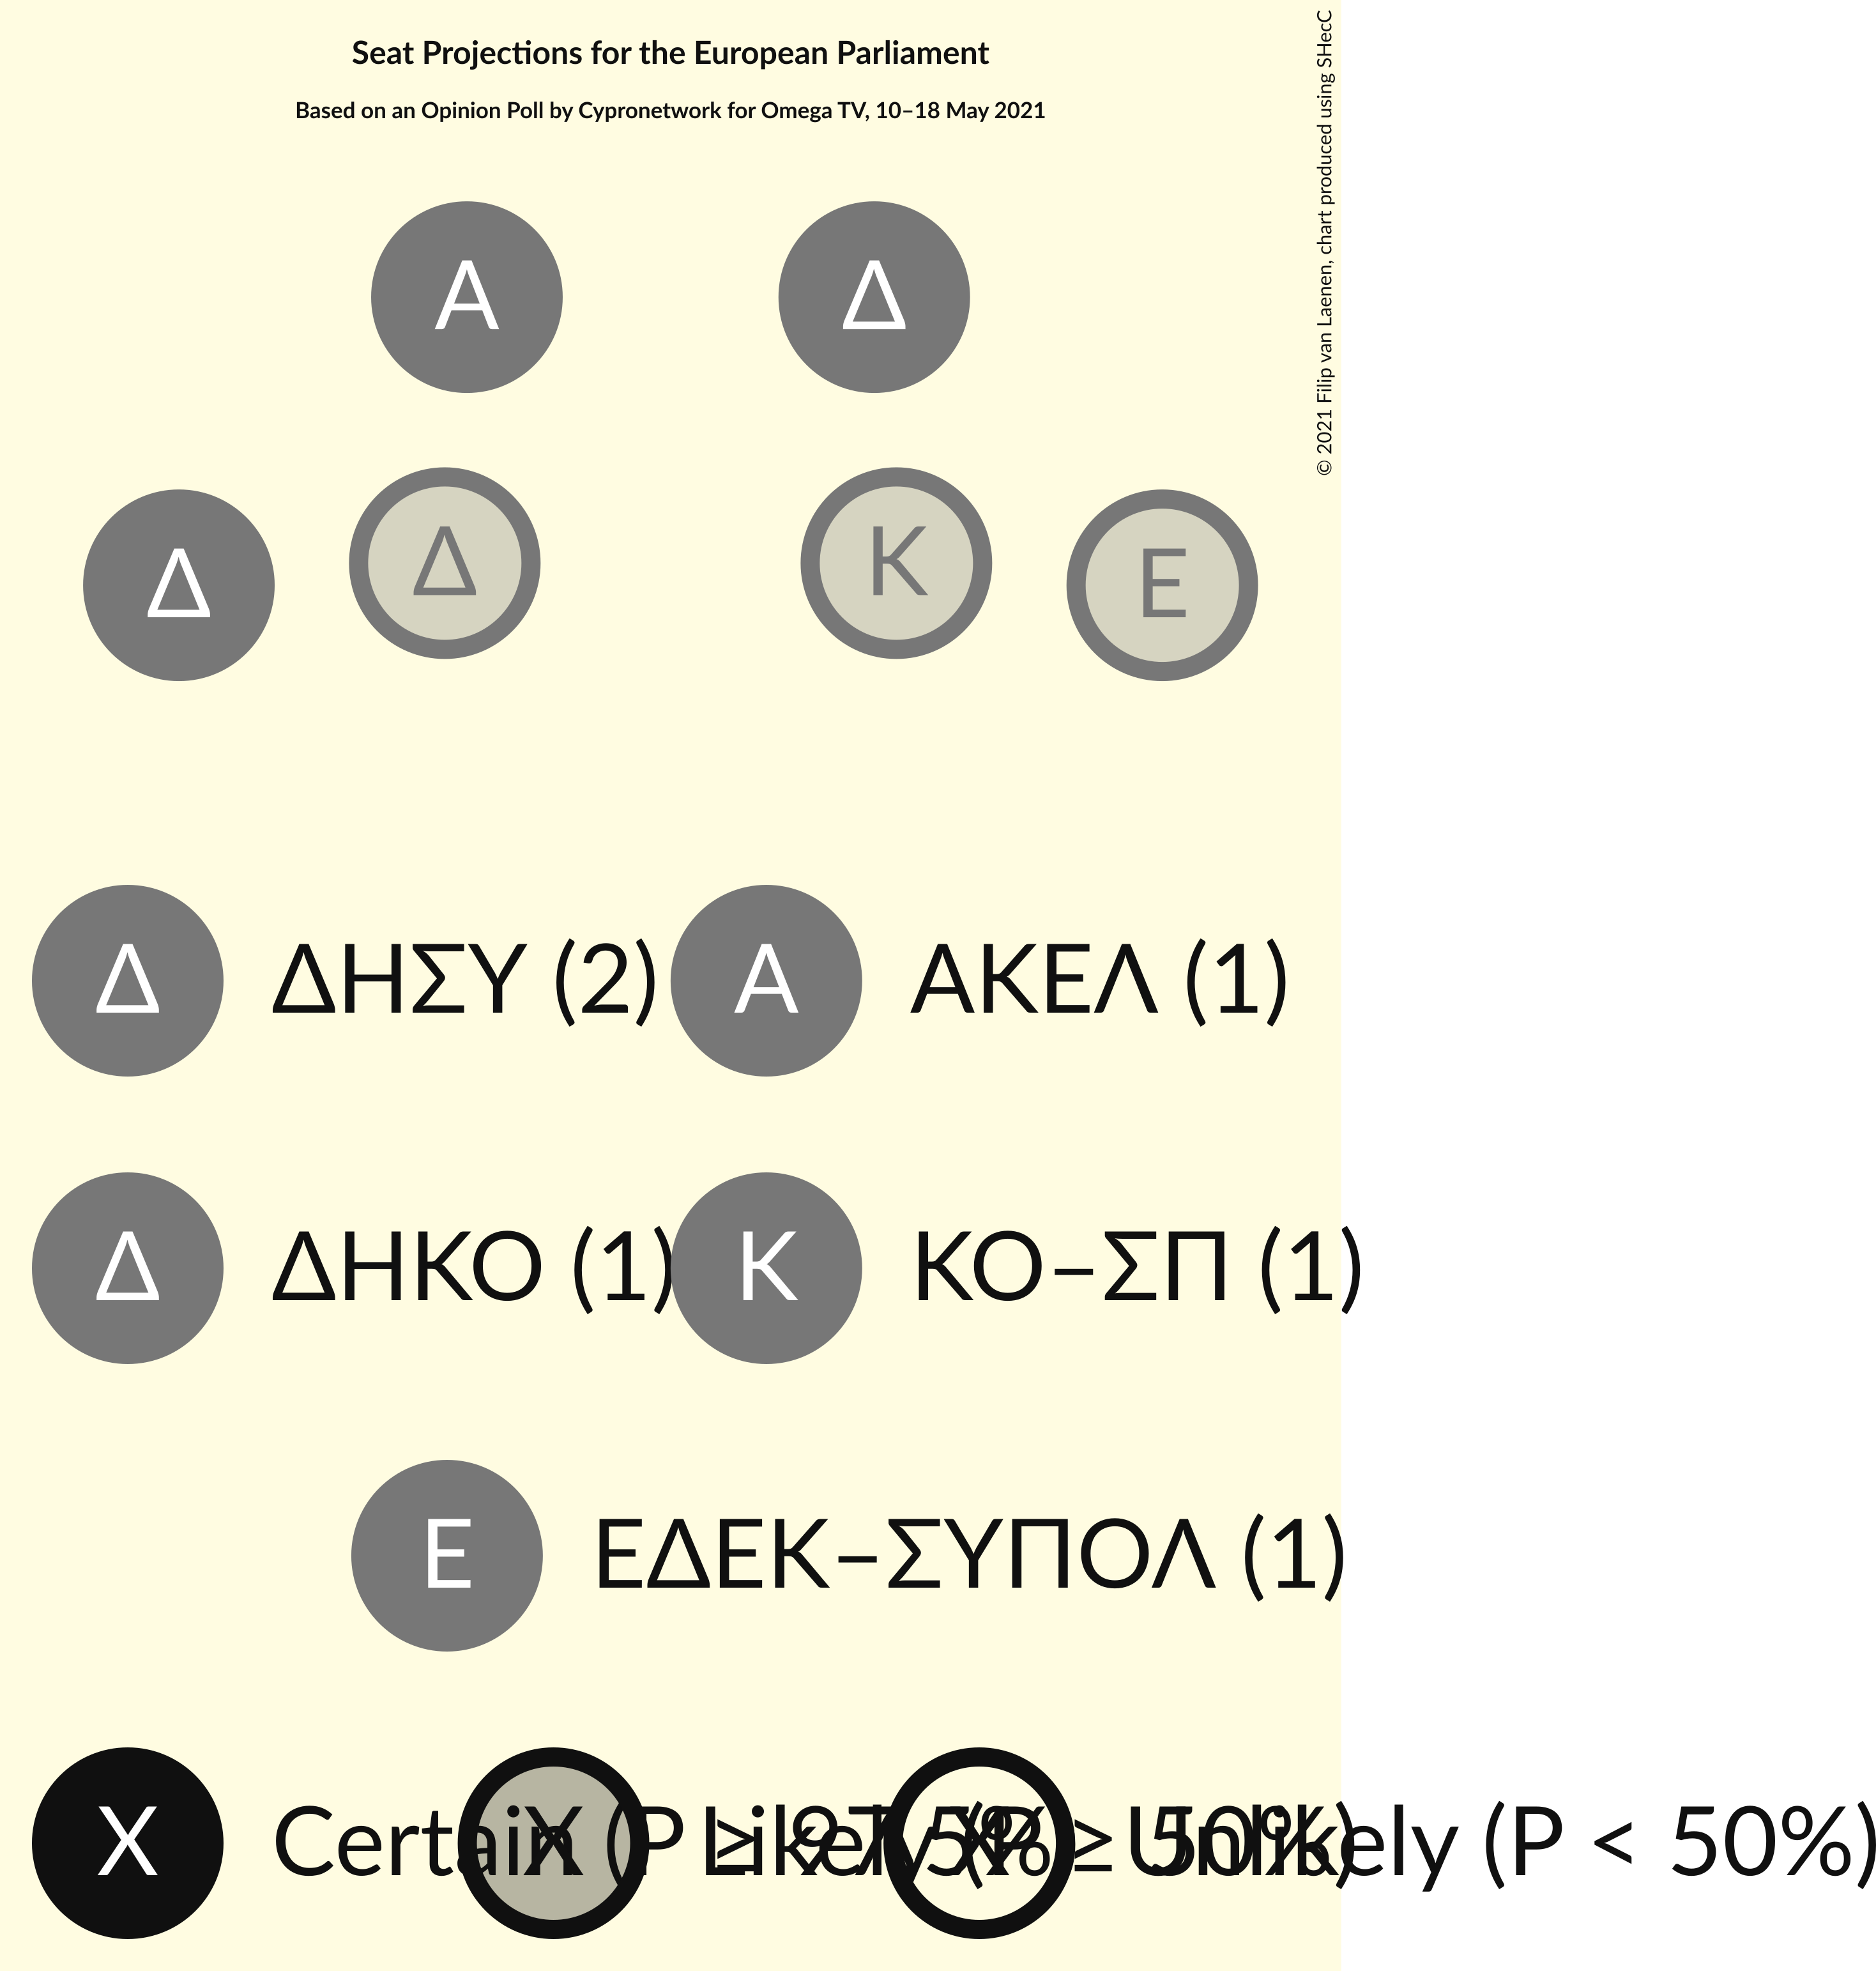 Seat Projections for the European Parliament
Based on an Opinion Poll by Cypronetwork for Omega TV, 10–18 May 2021
© 2021 Filip van Laenen, chart produced using SHecC
Α Δ
Δ Δ Κ Ε
Δ ΔΗΣΥ (2) Α ΑΚΕΛ (1)
Δ ΔΗΚΟ (1) Κ ΚΟ–ΣΠ (1)
Ε ΕΔΕΚ–ΣΥΠΟΛ (1)
X Certain (P ≥ 97.5%) X Likely (P ≥ 50%) X Unlikely (P < 50%)